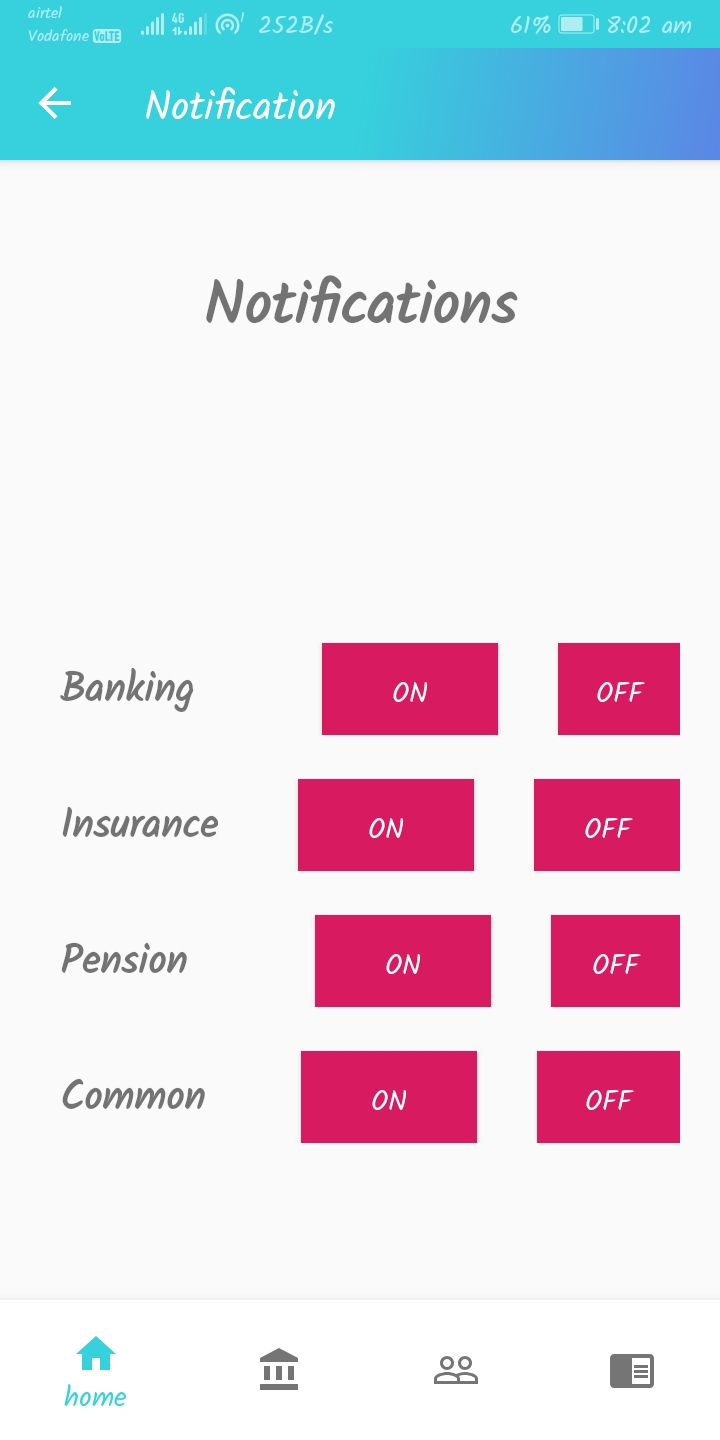 airtel
Vodafone VoLTE 4G 252B/s 61% 8:02 am
Notification
Notifications
Banking ON OFF
Insurance ON OFF
Pension ON OFF
Common ON OFF
home